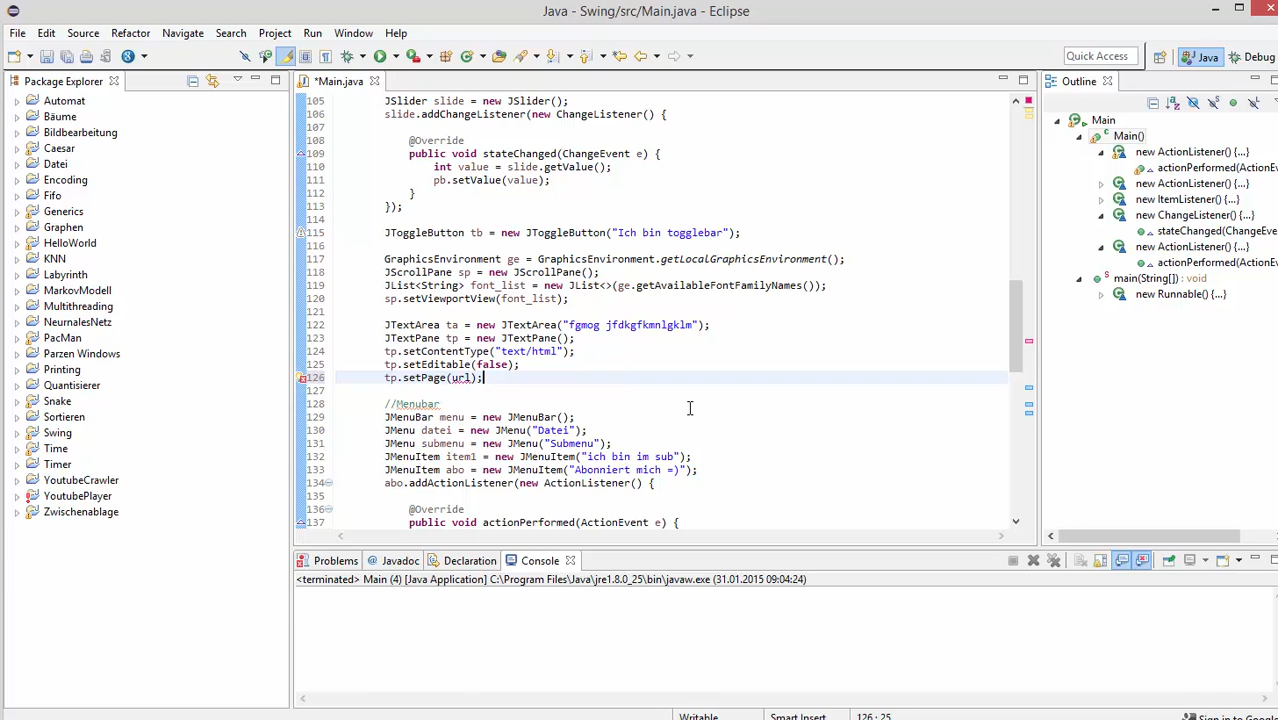 Java - Swing/src/Main.java - Eclipse
File Edit Source Refactor Navigate Search Project Run Window Help
Quick Access Java Debug
Package Explorer
*Main.java
Outline
Automat
Bäume
Bildbearbeitung
Caesar
Datei
Encoding
Fifo
Generics
Graphen
HelloWorld
KNN
Labyrinth
MarkovModell
Multithreading
NeurnalesNetz
PacMan
Parzen Windows
Printing
Quantisierer
Snake
Sortieren
Swing
Time
Timer
YoutubeCrawler
YoutubePlayer
Zwischenablage
105 JSlider slide = new JSlider();
106 slide.addChangeListener(new ChangeListener() {
107
108 @Override
109 public void stateChanged(ChangeEvent e) {
110 int value = slide.getValue();
111 pb.setValue(value);
112 }
113 });
114
115 JToggleButton tb = new JToggleButton("Ich bin togglebar");
116
117 GraphicsEnvironment ge = GraphicsEnvironment.getLocalGraphicsEnvironment();
118 JScrollPane sp = new JScrollPane();
119 JList<String> font_list = new JList<>(ge.getAvailableFontFamilyNames());
120 sp.setViewportView(font_list);
121
122 JTextArea ta = new JTextArea("fgmog jfdkgfkmnlgklm");
123 JTextPane tp = new JTextPane();
124 tp.setContentType("text/html");
125 tp.setEditable(false);
126 tp.setPage(url);
127
128 //Menubar
129 JMenuBar menu = new JMenuBar();
130 JMenu datei = new JMenu("Datei");
131 JMenu submenu = new JMenu("Submenu");
132 JMenuItem item1 = new JMenuItem("ich bin im sub");
133 JMenuItem abo = new JMenuItem("Abonniert mich =)");
134 abo.addActionListener(new ActionListener() {
135
136 @Override
137 public void actionPerformed(ActionEvent e) {
Main
Main()
new ActionListener() {...}
actionPerformed(ActionEv
new ActionListener() {...}
new ItemListener() {...}
new ChangeListener() {...}
stateChanged(ChangeEve
new ActionListener() {...}
actionPerformed(ActionEv
main(String[]) : void
new Runnable() {...}
Problems Javadoc Declaration Console
<terminated> Main (4) [Java Application] C:\Program Files\Java\jre1.8.0_25\bin\javaw.exe (31.01.2015 09:04:24)
Writable Smart Insert 126 : 25 Sign in to Google